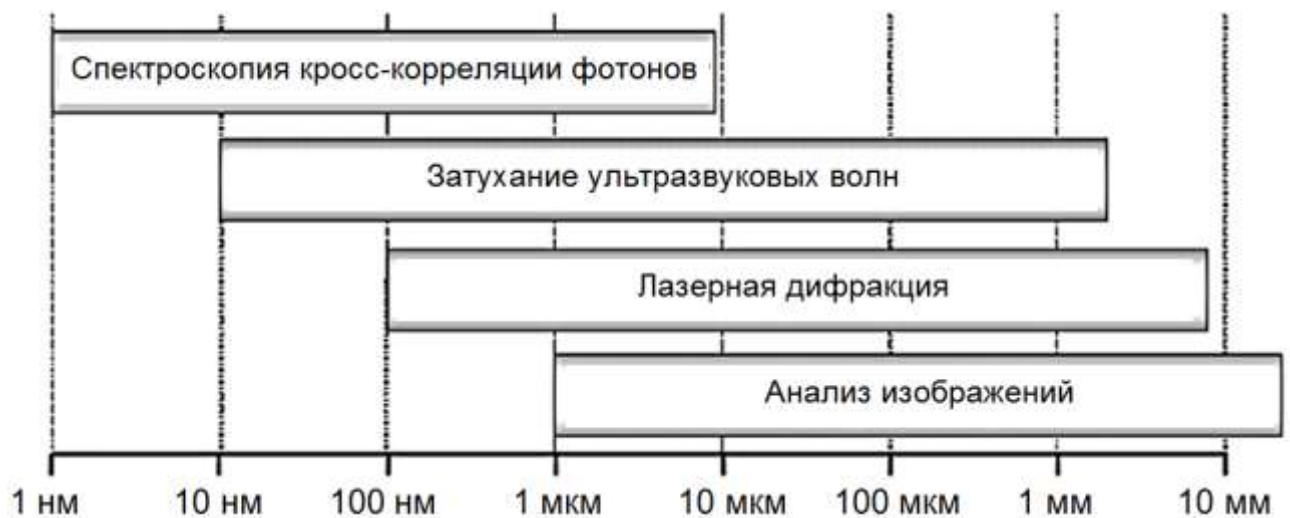 Спектроскопия кросс-корреляции фотонов
Затухание ультразвуковых волн
Лазерная дифракция
Анализ изображений
1 нм 10 нм 100 нм 1 мкм 10 мкм 100 мкм 1 мм 10 мм